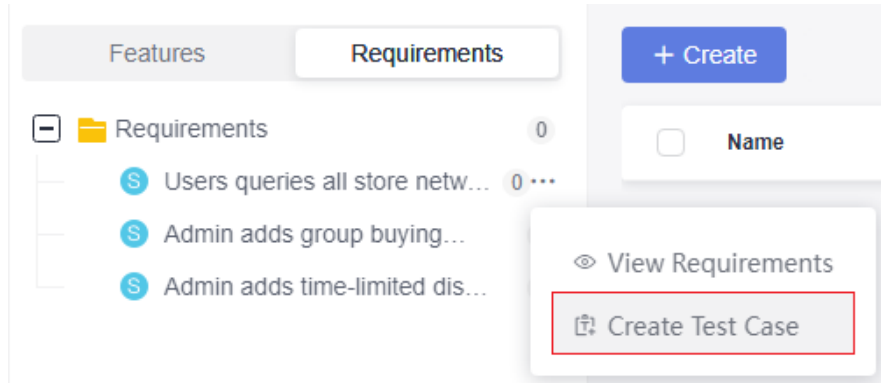 Features
Requirements
+ Create
Requirements
0
Name
S Users queries all store netw... 0 ...
S Admin adds group buying...
S Admin adds time-limited dis...
View Requirements
Create Test Case